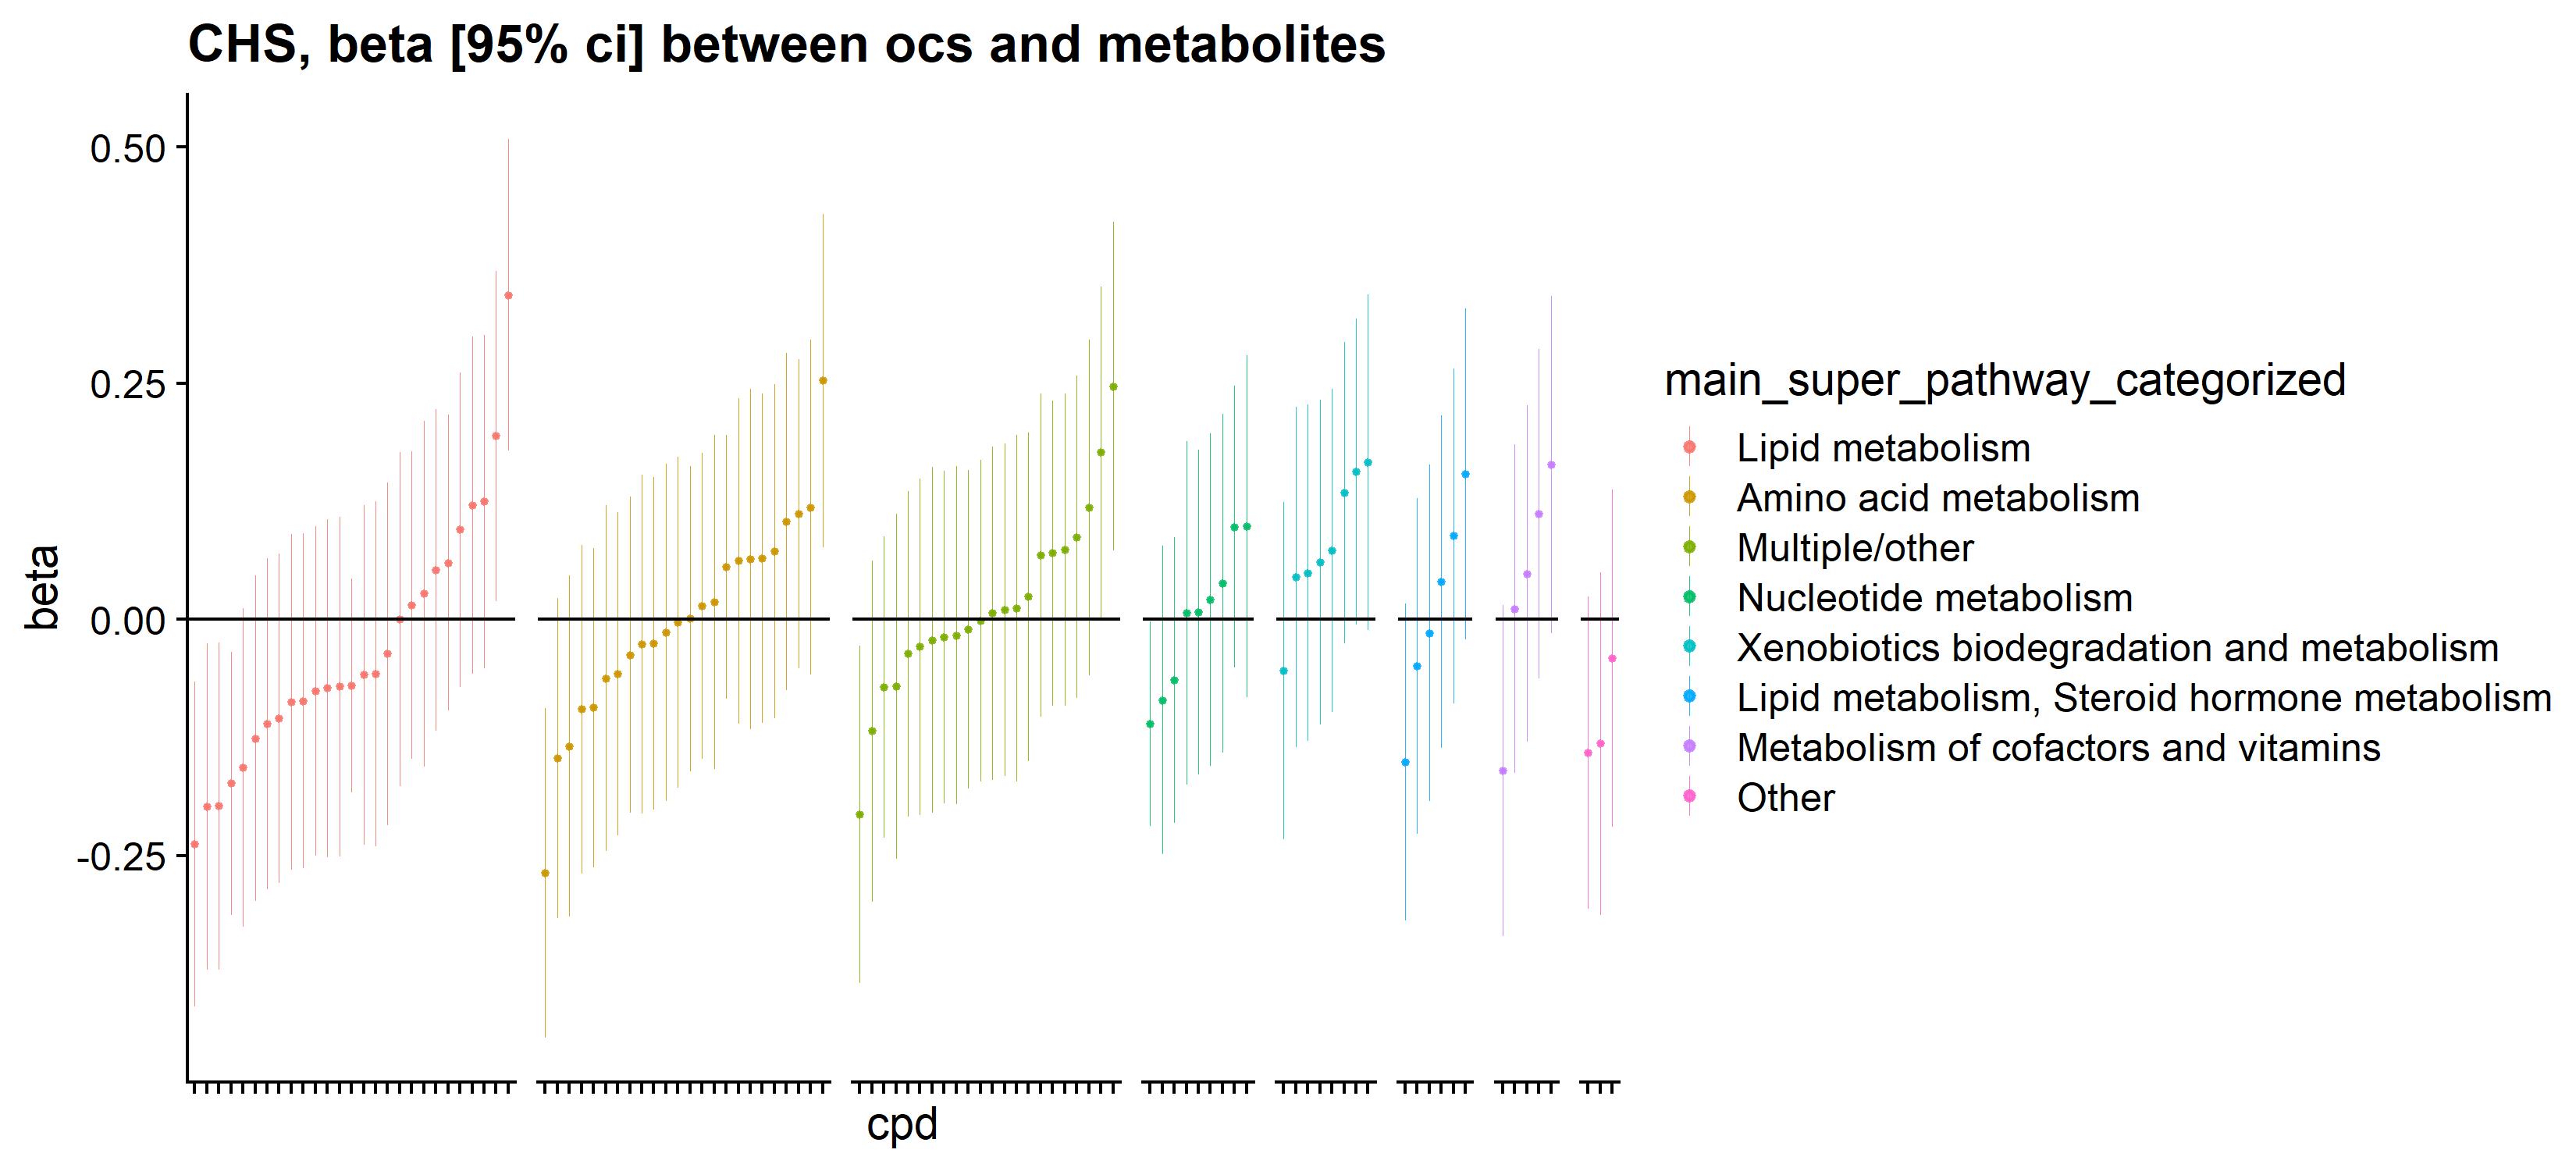 CHS, beta [95% ci] between ocs and metabolites
0.50
0.25
0.00
-0.25
beta
cpd
main_super_pathway_categorized
Lipid metabolism
Amino acid metabolism
Multiple/other
Nucleotide metabolism
Xenobiotics biodegradation and metabolism
Lipid metabolism, Steroid hormone metabolism
Metabolism of cofactors and vitamins
Other